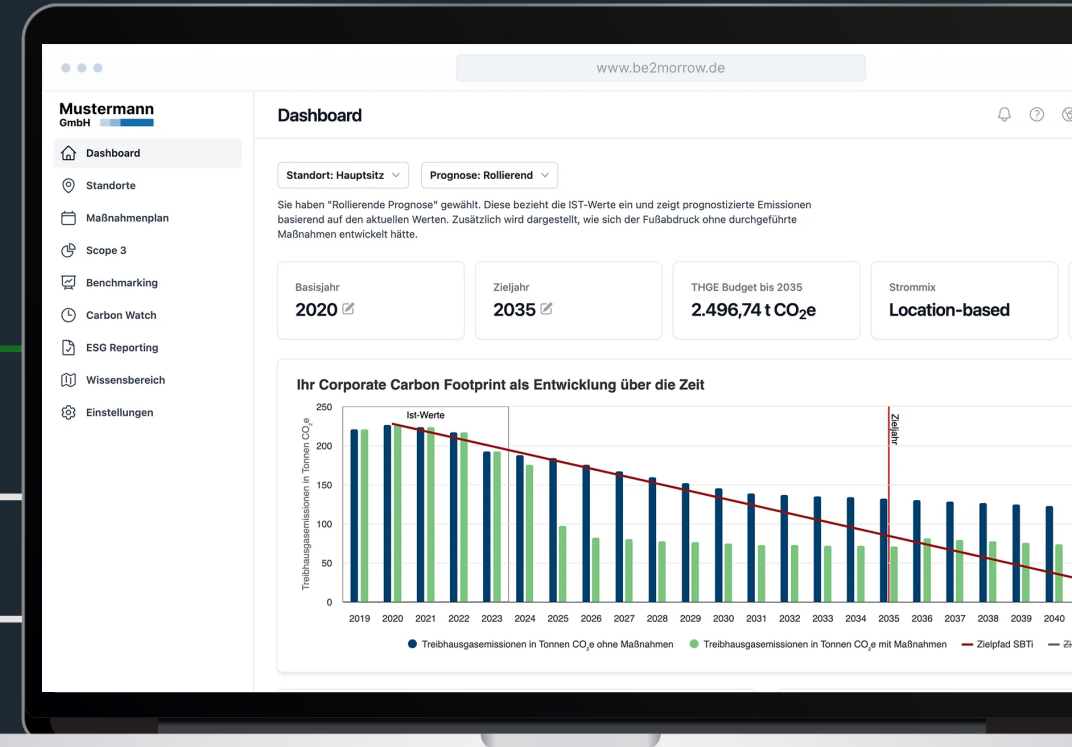 www.be2morrow.de
Mustermann
GmbH
Dashboard
Standorte
Maßnahmenplan
Scope 3
Benchmarking
Carbon Watch
ESG Reporting
Wissensbereich
Einstellungen
Dashboard
Standort: Hauptsitz
Prognose: Rollierend
Sie haben "Rollierende Prognose" gewählt. Diese bezieht die IST-Werte ein und zeigt prognostizierte Emissionen
basierend auf den aktuellen Werten. Zusätzlich wird dargestellt, wie sich der Fußabdruck ohne durchgeführte
Maßnahmen entwickelt hätte.
Basisjahr
2020
Zieljahr
2035
THGE Budget bis 2035
2.496,74 t CO₂e
Strommix
Location-based
Ihr Corporate Carbon Footprint als Entwicklung über die Zeit
Treibhausgasemissionen in Tonnen CO₂e
250
200
150
100
50
0
Ist-Werte
Zieljahr
2019 2020 2021 2022 2023 2024 2025 2026 2027 2028 2029 2030 2031 2032 2033 2034 2035 2036 2037 2038 2039 2040
Treibhausgasemissionen in Tonnen CO₂e ohne Maßnahmen Treibhausgasemissionen in Tonnen CO₂e mit Maßnahmen Zielpfad SBTi